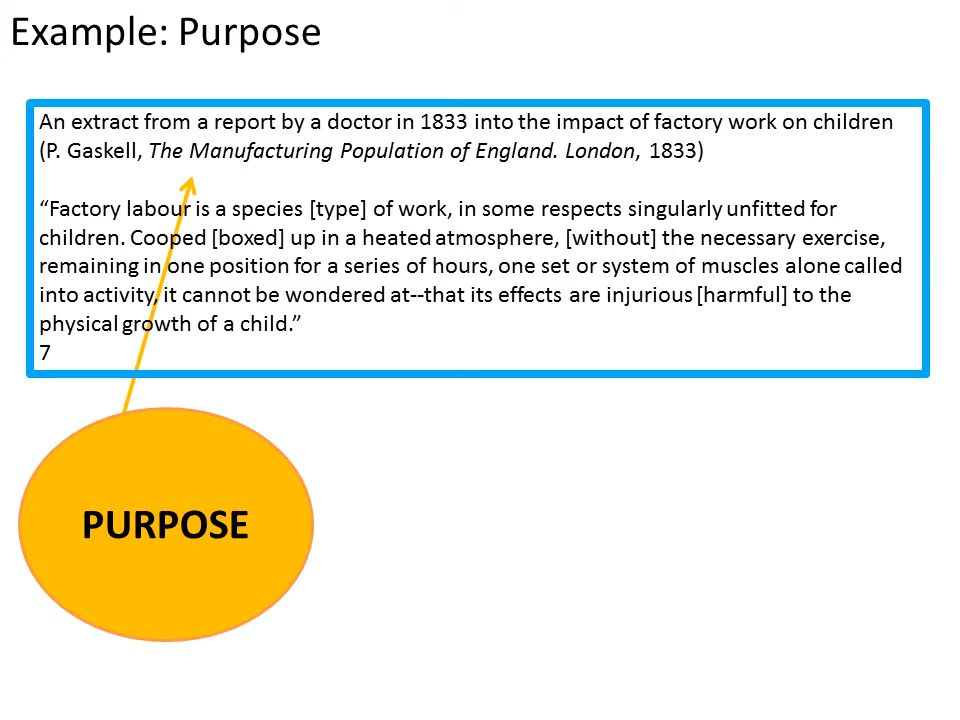 Example: Purpose
An extract from a report by a doctor in 1833 into the impact of factory work on children
(P. Gaskell, The Manufacturing Population of England. London, 1833)
“Factory labour is a species [type] of work, in some respects singularly unfitted for
children. Cooped [boxed] up in a heated atmosphere, [without] the necessary exercise,
remaining in one position for a series of hours, one set or system of muscles alone called
into activity, it cannot be wondered at--that its effects are injurious [harmful] to the
physical growth of a child.”
7
PURPOSE